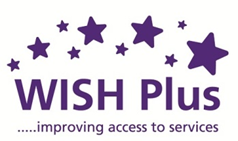 WISH Plus
.....improving access to services